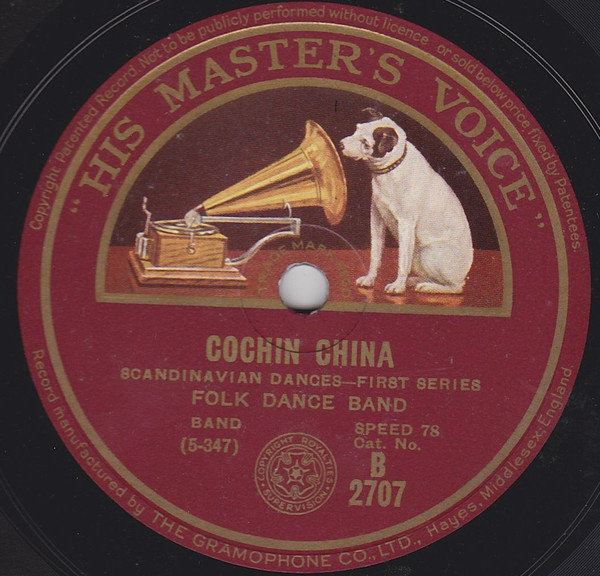 Copyright. Patented Record. Not to be publicly performed without licence or sold below price fixed by Patentees.
"HIS MASTER'S VOICE"
TRADE MARK
COCHIN CHINA
SCANDINAVIAN DANCES—FIRST SERIES
FOLK DANCE BAND
BAND
SPEED 78
(5-347)
Cat. No.
B
2707
COPYRIGHT ROYALTIES
SUPERVISION
Record manufactured by THE GRAMOPHONE CO., LTD., Hayes, Middlesex, England.